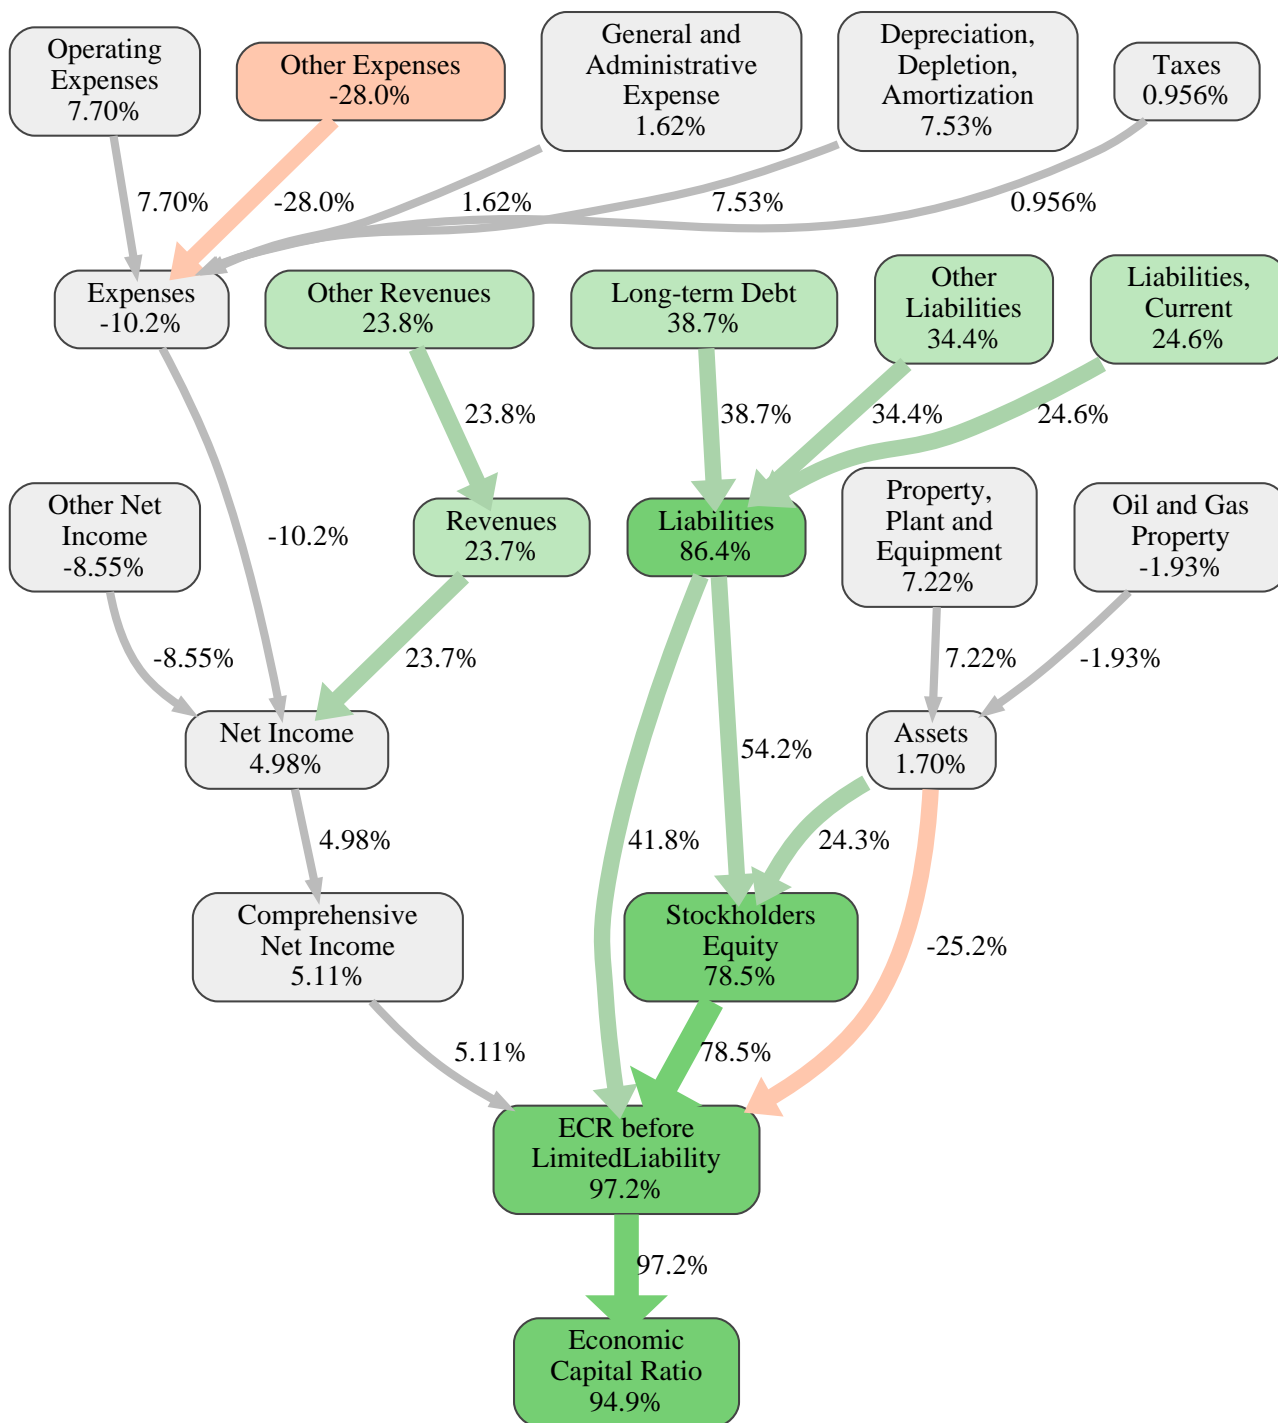 Operating
Expenses
7.70%
Other Expenses
-28.0%
General and
Administrative
Expense
1.62%
Depreciation,
Depletion,
Amortization
7.53%
Taxes
0.956%
7.70%
-28.0%
1.62%
7.53%
0.956%
Expenses
-10.2%
Other Revenues
23.8%
Long-term Debt
38.7%
Other
Liabilities
34.4%
Liabilities,
Current
24.6%
23.8%
38.7%
34.4%
24.6%
Other Net
Income
-8.55%
-10.2%
Revenues
23.7%
Liabilities
86.4%
Property,
Plant and
Equipment
7.22%
Oil and Gas
Property
-1.93%
-8.55%
23.7%
7.22%
-1.93%
Net Income
4.98%
54.2%
Assets
1.70%
4.98%
41.8%
24.3%
Comprehensive
Net Income
5.11%
Stockholders
Equity
78.5%
-25.2%
5.11%
78.5%
ECR before
LimitedLiability
97.2%
97.2%
Economic
Capital Ratio
94.9%